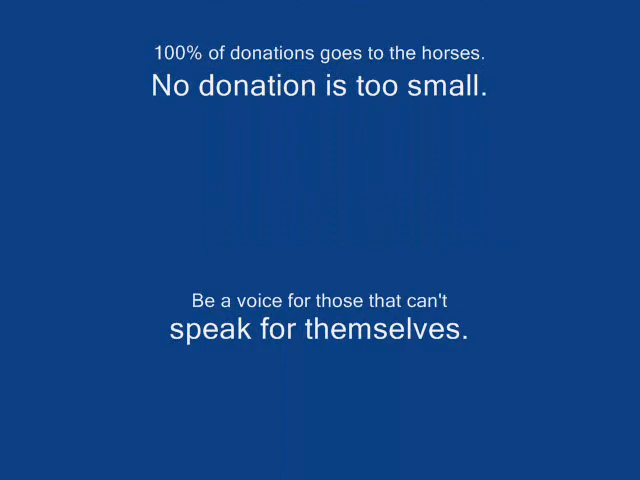 100% of donations goes to the horses.
No donation is too small.
Be a voice for those that can't
speak for themselves.